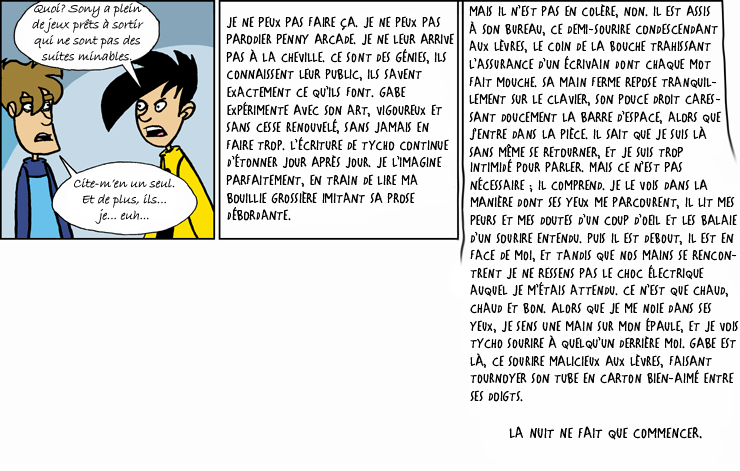 Quoi? Sony a plein
de jeux prêts à sortir
qui ne sont pas des
suites minables.
Cite-m'en un seul.
Et de plus, ils...
je... euh...
JE NE PEUX PAS FAIRE ÇA. JE NE PEUX PAS
PARODIER PENNY ARCADE. JE NE LEUR ARRIVE
PAS À LA CHEVILLE. CE SONT DES GÉNIES, ILS
CONNAISSENT LEUR PUBLIC, ILS SAVENT
EXACTEMENT CE QU'ILS FONT. GABE
EXPÉRIMENTE AVEC SON ART, VIGOUREUX ET
SANS CESSE RENOUVELÉ, SANS JAMAIS EN
FAIRE TROP. L'ÉCRITURE DE TYCHO CONTINUE
D'ÉTONNER JOUR APRÈS JOUR. JE L'IMAGINE
PARFAITEMENT, EN TRAIN DE LIRE MA
BOUILLIE GROSSIÈRE IMITANT SA PROSE
DÉBORDANTE.
MAIS IL N'EST PAS EN COLÈRE, NON. IL EST ASSIS
À SON BUREAU, CE DEMI-SOURIRE CONDESCENDANT
AUX LÈVRES, LE COIN DE LA BOUCHE TRAHISSANT
L'ASSURANCE D'UN ÉCRIVAIN DONT CHAQUE MOT
FAIT MOUCHE. SA MAIN FERME REPOSE TRANQUIL-
LEMENT SUR LE CLAVIER, SON POUCE DROIT CARES-
SANT DOUCEMENT LA BARRE D'ESPACE, ALORS QUE
J'ENTRE DANS LA PIÈCE. IL SAIT QUE JE SUIS LÀ
SANS MÊME SE RETOURNER, ET JE SUIS TROP
INTIMIDÉ POUR PARLER. MAIS CE N'EST PAS
NÉCESSAIRE ; IL COMPREND. JE LE VOIS DANS LA
MANIÈRE DONT SES YEUX ME PARCOURENT, IL LIT MES
PEURS ET MES DOUTES D'UN COUP D'OEIL ET LES BALAIE
D'UN SOURIRE ENTENDU. PUIS IL EST DEBOUT, IL EST EN
FACE DE MOI, ET TANDIS QUE NOS MAINS SE RENCON-
TRENT JE NE RESSENS PAS LE CHOC ÉLECTRIQUE
AUQUEL JE M'ÉTAIS ATTENDU. CE N'EST QUE CHAUD,
CHAUD ET BON. ALORS QUE JE ME NOIE DANS SES
YEUX, JE SENS UNE MAIN SUR MON ÉPAULE, ET JE VOIS
TYCHO SOURIRE À QUELQU'UN DERRIÈRE MOI. GABE EST
LÀ, CE SOURIRE MALICIEUX AUX LÈVRES, FAISANT
TOURNOYER SON TUBE EN CARTON BIEN-AIMÉ ENTRE
SES DOIGTS.
LA NUIT NE FAIT QUE COMMENCER.